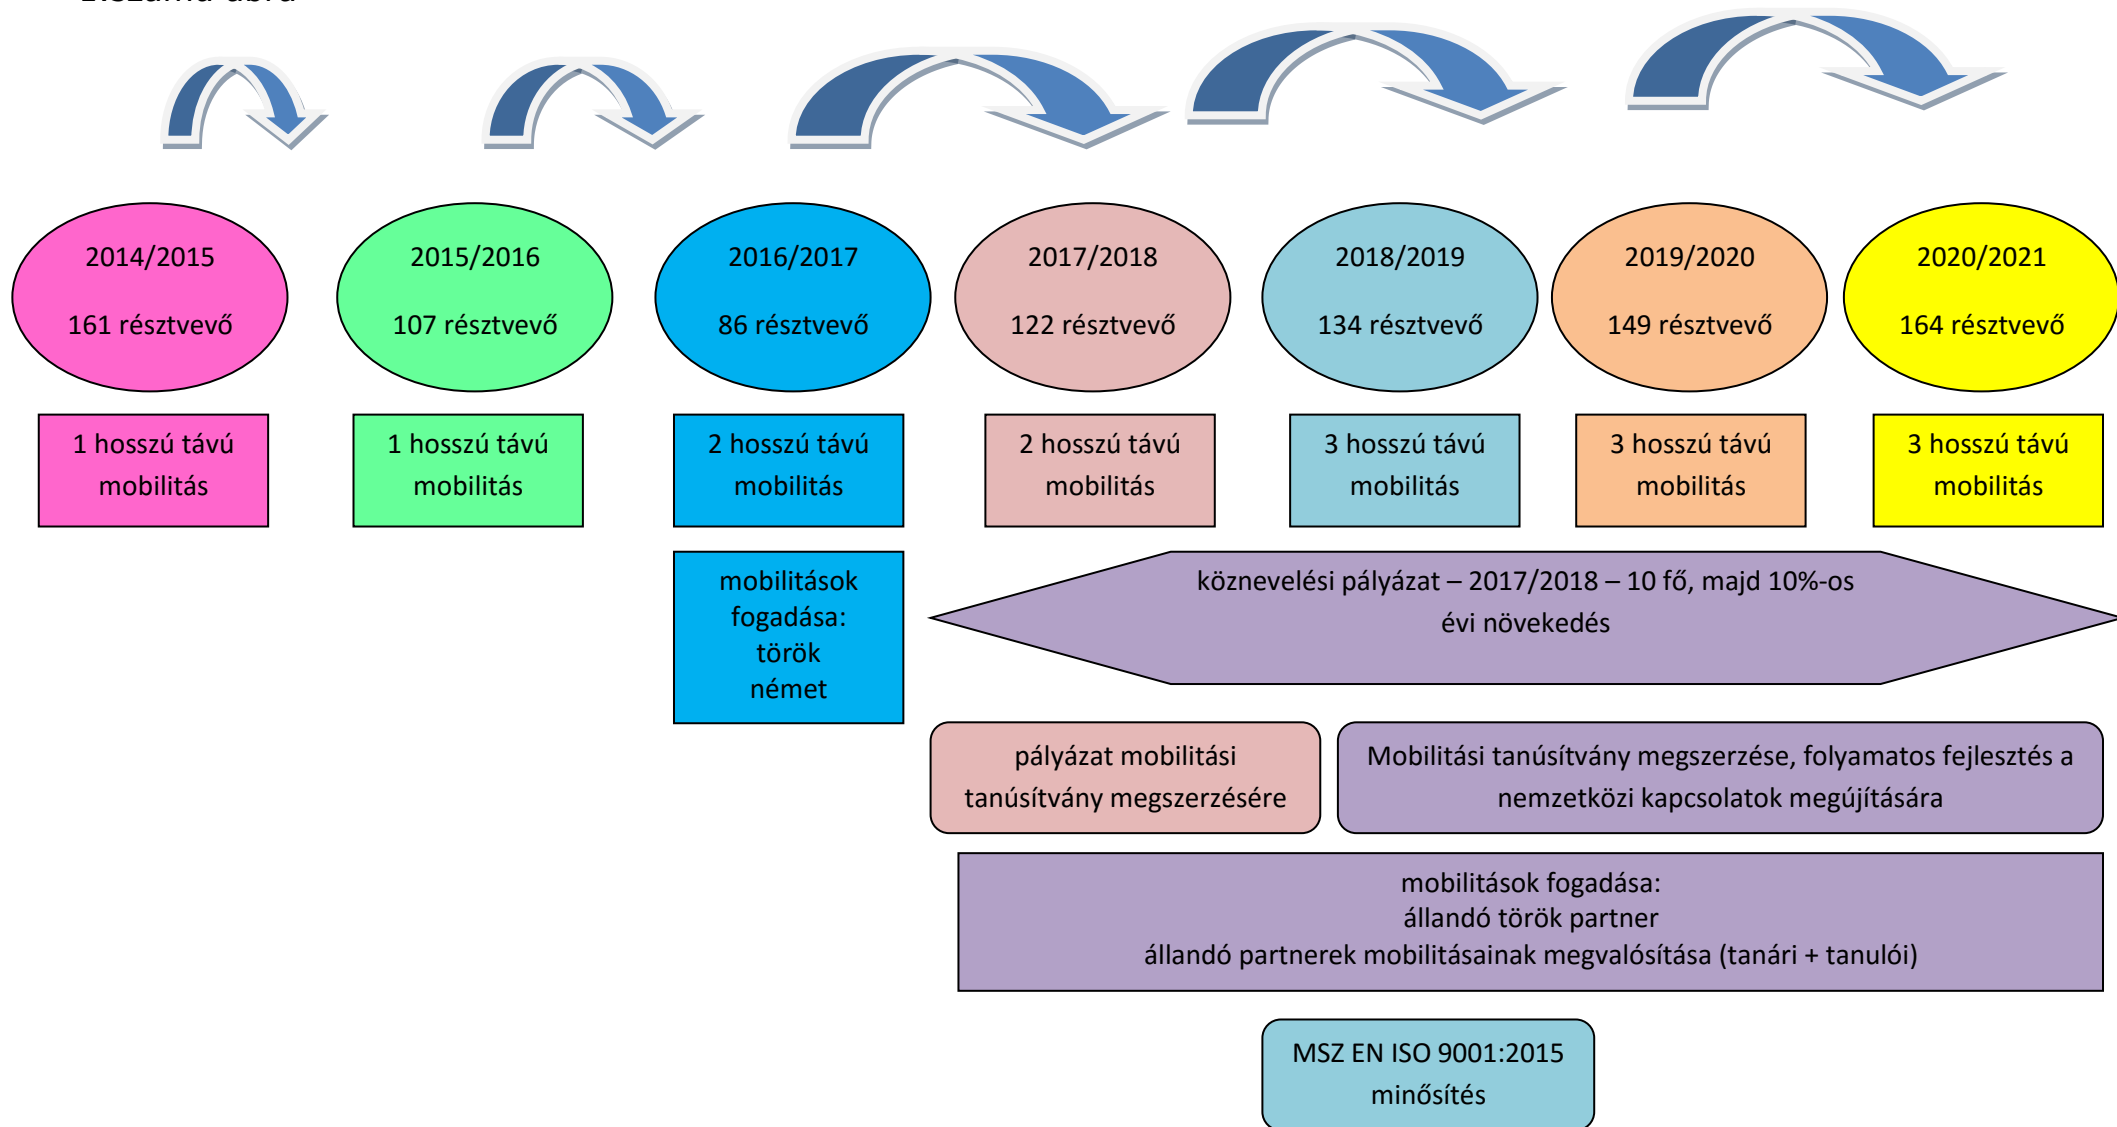 2014/2015
161 résztvevő
2015/2016
107 résztvevő
2016/2017
86 résztvevő
2017/2018
122 résztvevő
2018/2019
134 résztvevő
2019/2020
149 résztvevő
2020/2021
164 résztvevő
1 hosszú távú
mobilitás
1 hosszú távú
mobilitás
2 hosszú távú
mobilitás
2 hosszú távú
mobilitás
3 hosszú távú
mobilitás
3 hosszú távú
mobilitás
3 hosszú távú
mobilitás
mobilitások
fogadása:
török
német
köznevelési pályázat – 2017/2018 – 10 fő, majd 10%-os
évi növekedés
pályázat mobilitási
tanúsítvány megszerzésére
Mobilitási tanúsítvány megszerzése, folyamatos fejlesztés a
nemzetközi kapcsolatok megújítására
mobilitások fogadása:
állandó török partner
állandó partnerek mobilitásainak megvalósítása (tanári + tanulói)
MSZ EN ISO 9001:2015
minősítés